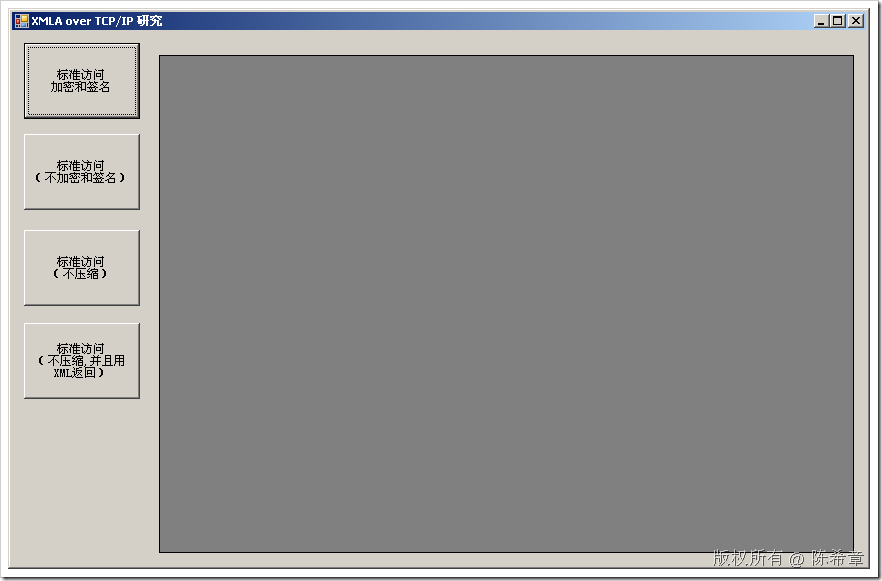 XMLA over TCP/IP 研究
标准访问
加密和签名
标准访问
(不加密和签名)
标准访问
(不压缩)
标准访问
(不压缩,并且用
XML返回)
版权所有 @ 陈希章